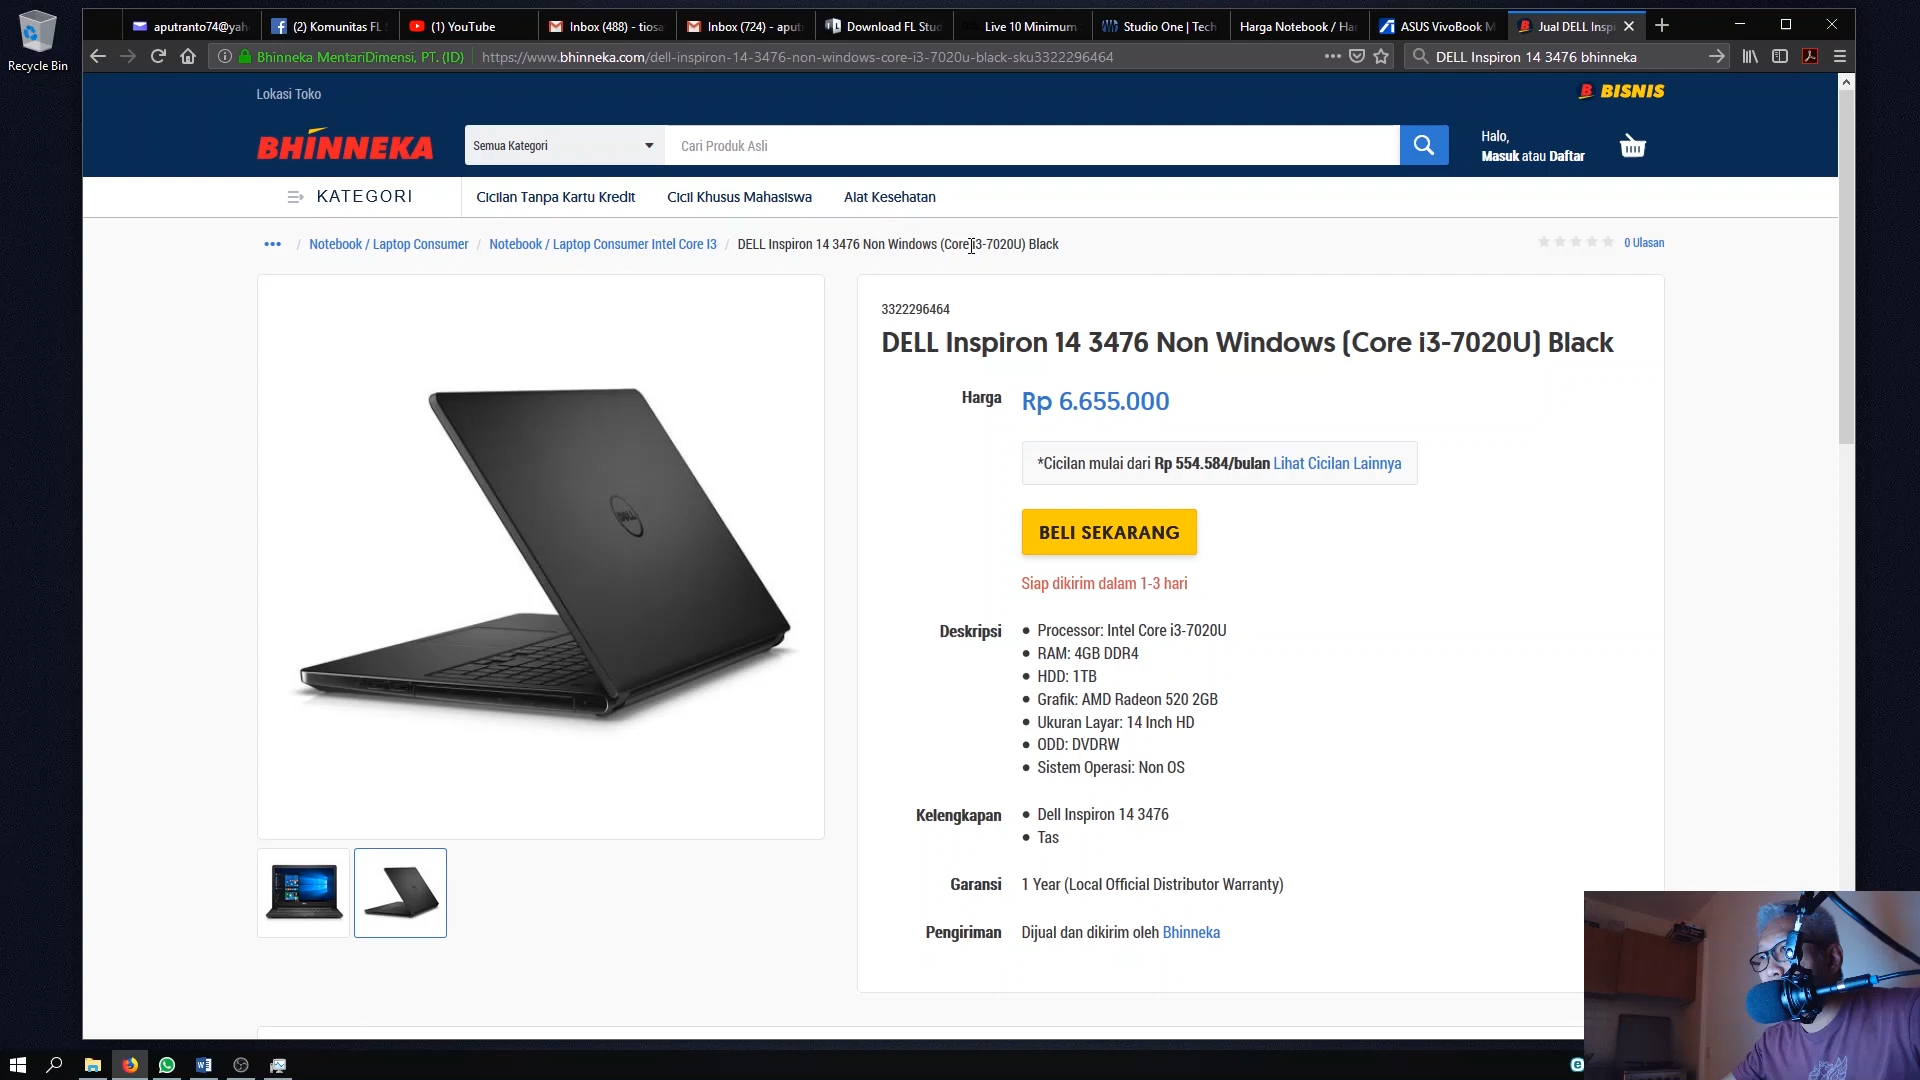 Recycle Bin
aputranto74@yah
(2) Komunitas FL S
(1) YouTube
Inbox (488) - tiosa
Inbox (724) - aput
Download FL Stud
Live 10 Minimum
Studio One | Tech
Harga Notebook / Ha
ASUS VivoBook M
Jual DELL Inspi
Bhinneka MentariDimensi, PT. (ID)
https://www.bhinneka.com/dell-inspiron-14-3476-non-windows-core-i3-7020u-black-sku3322296464
DELL Inspiron 14 3476 bhinneka
Lokasi Toko
B BISNIS
BHINNEKA
Semua Kategori
Cari Produk Asli
Halo,
Masuk atau Daftar
KATEGORI
Cicilan Tanpa Kartu Kredit
Cicil Khusus Mahasiswa
Alat Kesehatan
••• / Notebook / Laptop Consumer / Notebook / Laptop Consumer Intel Core I3 / DELL Inspiron 14 3476 Non Windows (Core i3-7020U) Black
0 Ulasan
3322296464
DELL Inspiron 14 3476 Non Windows (Core i3-7020U) Black
Harga
Rp 6.655.000
*Cicilan mulai dari Rp 554.584/bulan Lihat Cicilan Lainnya
BELI SEKARANG
Siap dikirim dalam 1-3 hari
Deskripsi
• Processor: Intel Core i3-7020U
• RAM: 4GB DDR4
• HDD: 1TB
• Grafik: AMD Radeon 520 2GB
• Ukuran Layar: 14 Inch HD
• ODD: DVDRW
• Sistem Operasi: Non OS
Kelengkapan
• Dell Inspiron 14 3476
• Tas
Garansi
1 Year (Local Official Distributor Warranty)
Pengiriman
Dijual dan dikirim oleh Bhinneka
DELL